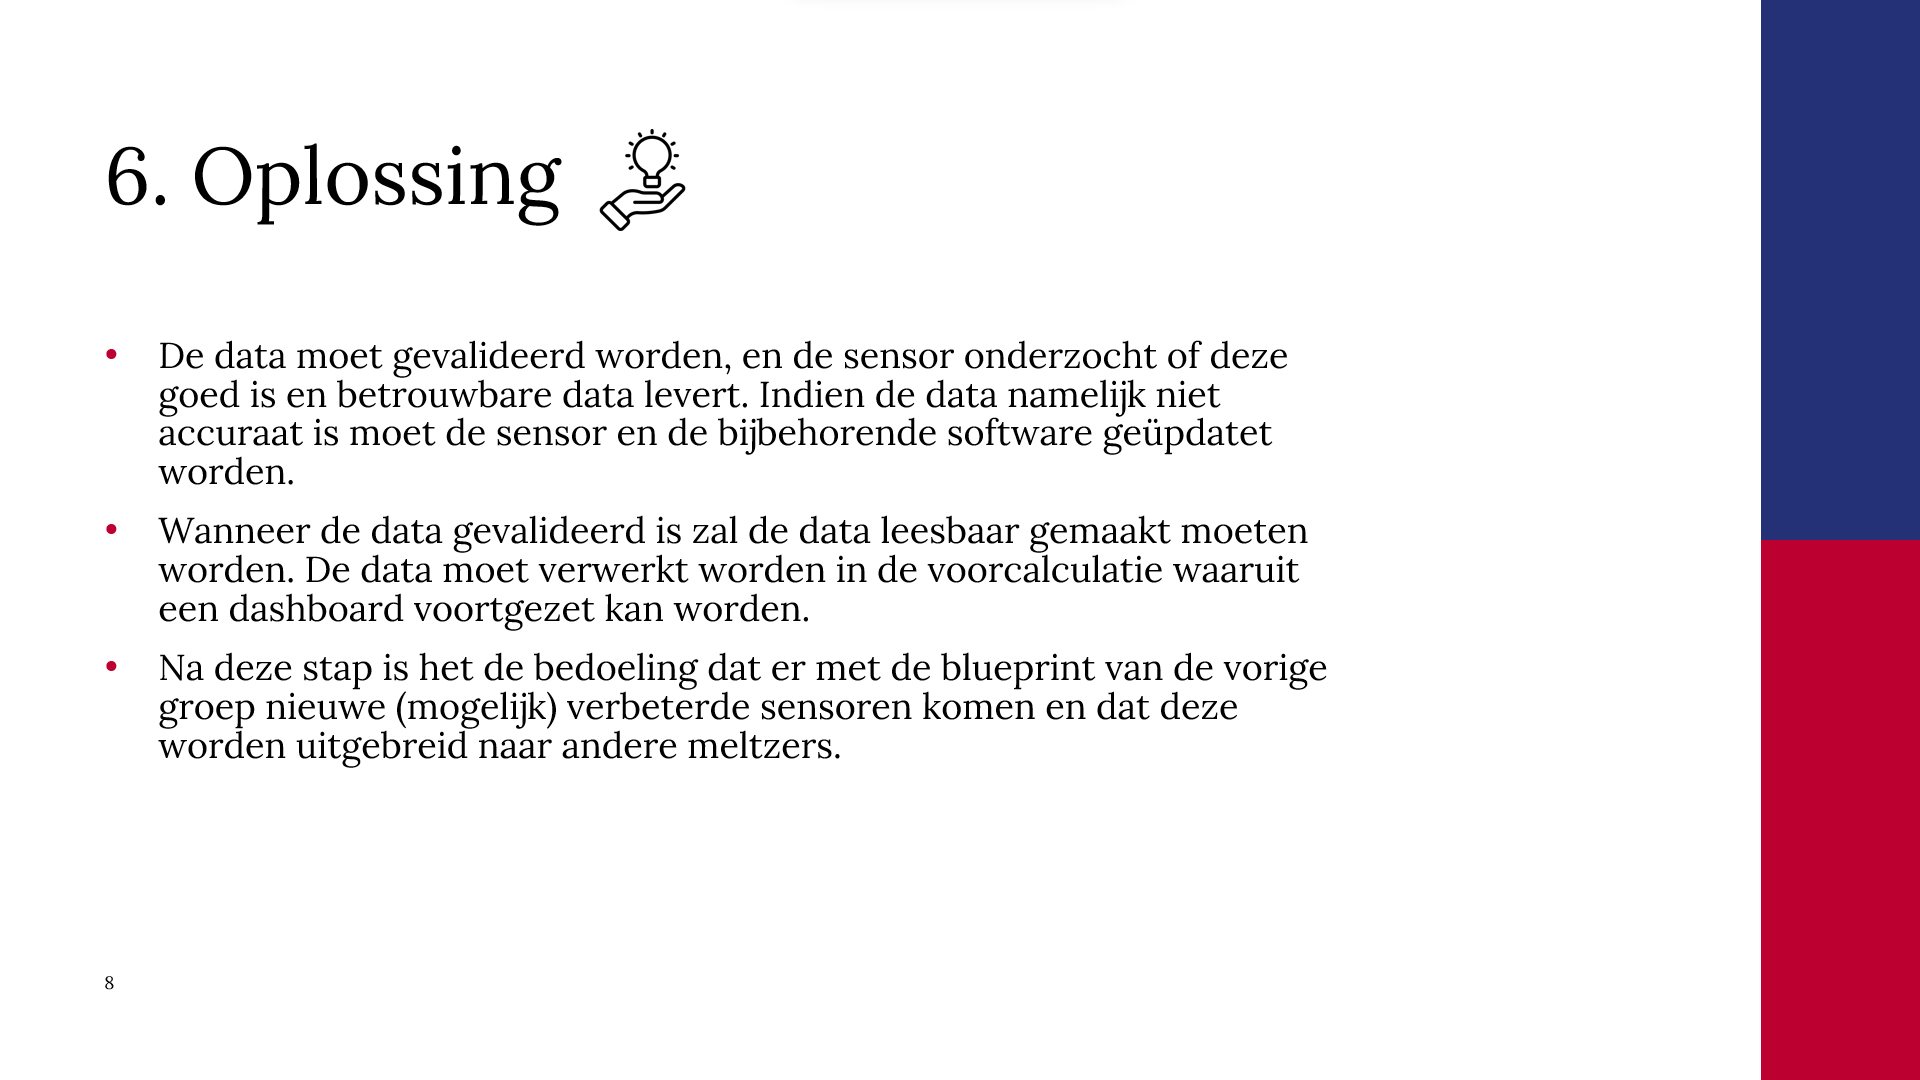 6. Oplossing
• De data moet gevalideerd worden, en de sensor onderzocht of deze
goed is en betrouwbare data levert. Indien de data namelijk niet
accuraat is moet de sensor en de bijbehorende software geüpdatet
worden.
• Wanneer de data gevalideerd is zal de data leesbaar gemaakt moeten
worden. De data moet verwerkt worden in de voorcalculatie waaruit
een dashboard voortgezet kan worden.
• Na deze stap is het de bedoeling dat er met de blueprint van de vorige
groep nieuwe (mogelijk) verbeterde sensoren komen en dat deze
worden uitgebreid naar andere meltzers.
8